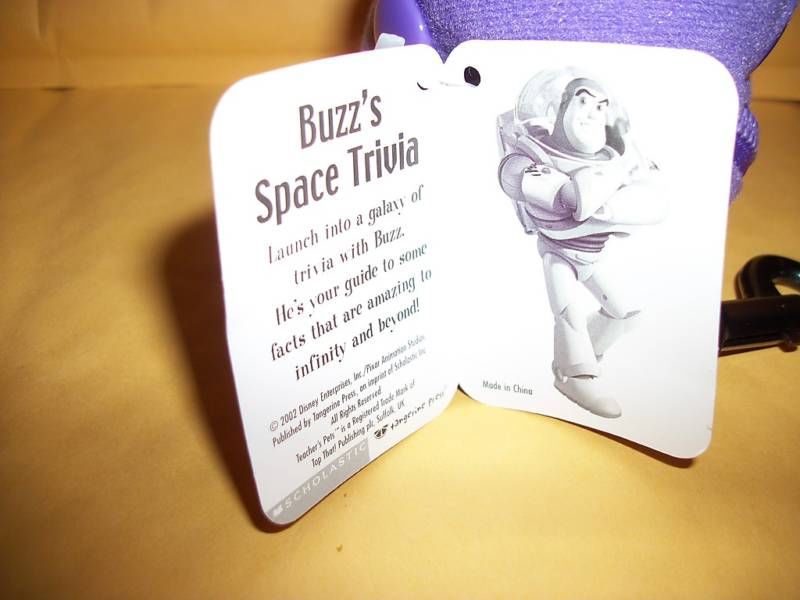 Buzz's
Space Trivia
Launch into a galaxy of
trivia with Buzz.
He's your guide to some
facts that are amazing to
infinity and beyond!
© 2002 Disney Enterprises, Inc./Pixar Animation Studios
Published by Tangerine Press, an imprint of Scholastic Inc
All Rights Reserved
Teacher's Pets™ is a Registered Trade Mark of
Top That! Publishing plc, Suffolk, UK
tangerine Press
SCHOLASTIC
Made in China